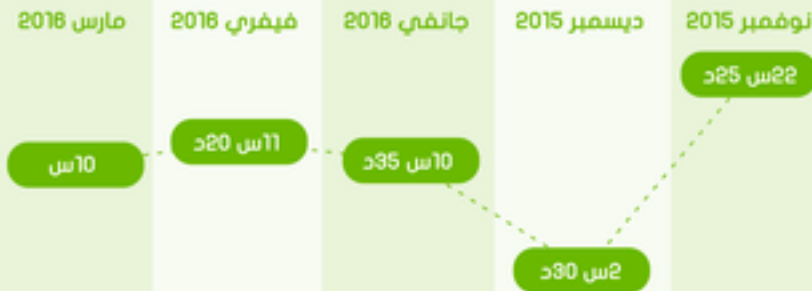 نوفمبر 2015
ديسمبر 2015
جانفي 2016
فيفري 2016
مارس 2016
22س 25د
2س 30د
10س 35د
11س 20د
10س